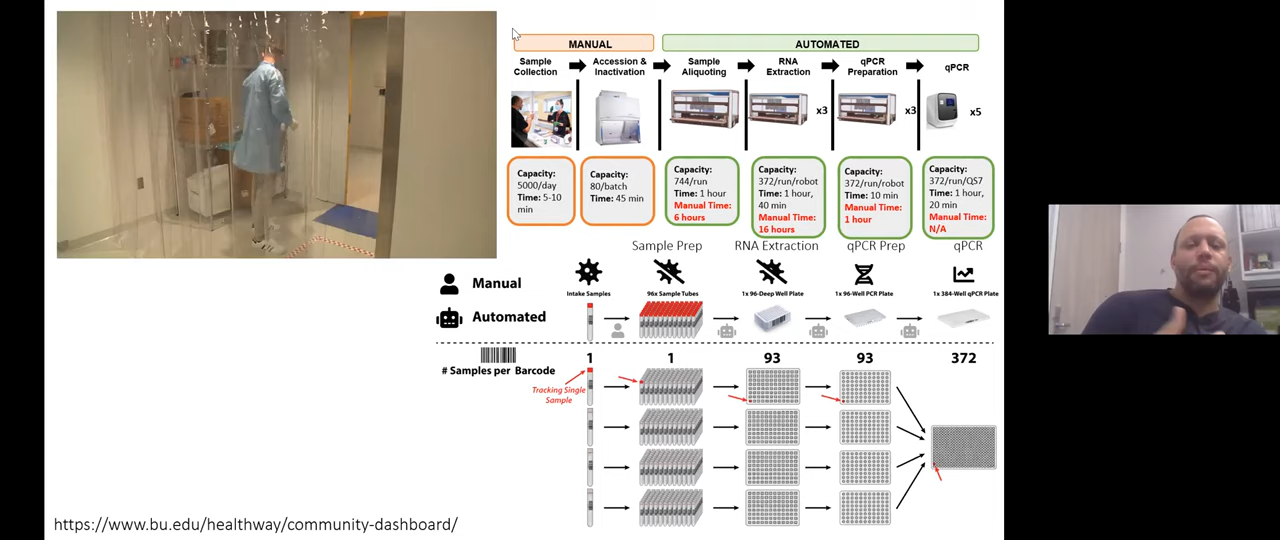 MANUAL
AUTOMATED
Sample
Collection
Accession &
Inactivation
Sample
Aliquoting
RNA
Extraction
qPCR
Preparation
qPCR
x3
x3
x5
Capacity:
5000/day
Time: 5-10
min
Capacity:
80/batch
Time: 45 min
Capacity:
744/run
Time: 1 hour
Manual Time:
6 hours
Capacity:
372/run/robot
Time: 1 hour,
40 min
Manual Time:
16 hours
Capacity:
372/run/robot
Time: 10 min
Manual Time:
1 hour
Capacity:
372/run/QS7
Time: 1 hour,
20 min
Manual Time:
N/A
Sample Prep
RNA Extraction
qPCR Prep
qPCR
Manual
Intake Samples
96x Sample Tubes
1x 96-Deep Well Plate
1x 96-Well PCR Plate
1x 384-Well qPCR Plate
Automated
# Samples per Barcode
1
1
93
93
372
Tracking Single
Sample
https://www.bu.edu/healthway/community-dashboard/